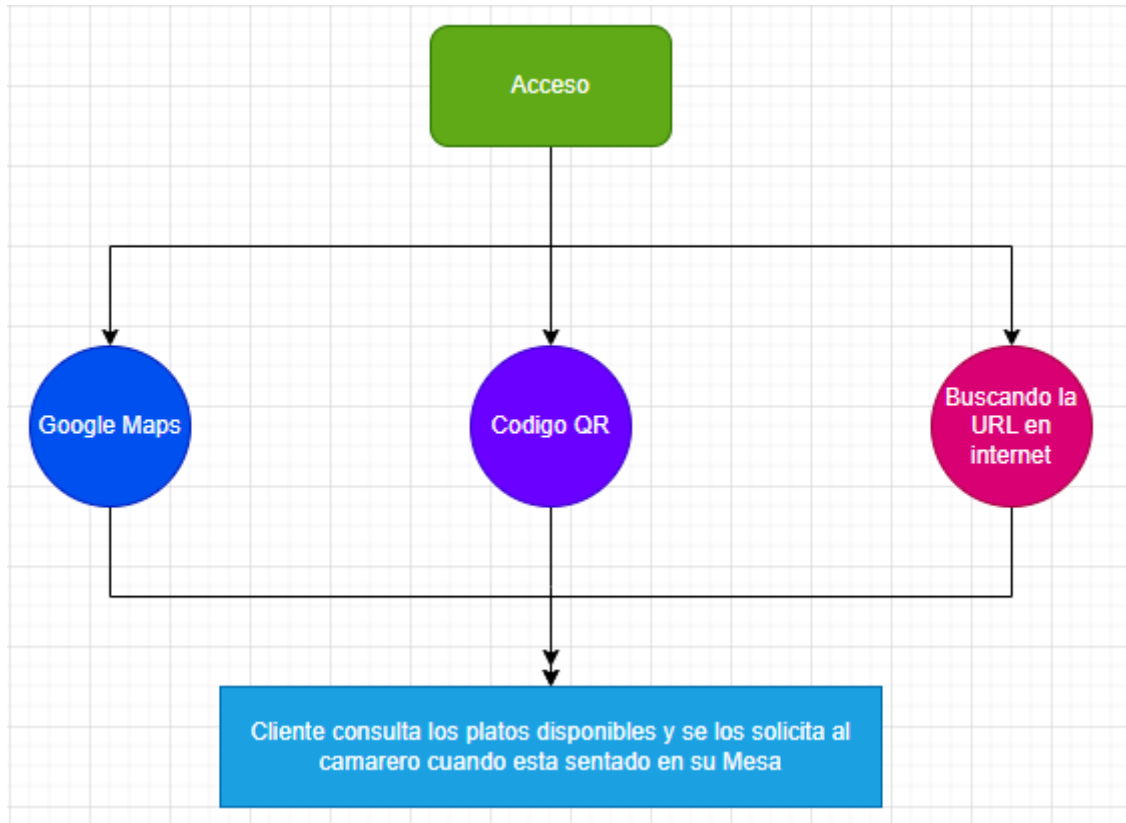 Acceso
Google Maps
Codigo QR
Buscando la
URL en
internet
Cliente consulta los platos disponibles y se los solicita al
camarero cuando esta sentado en su Mesa